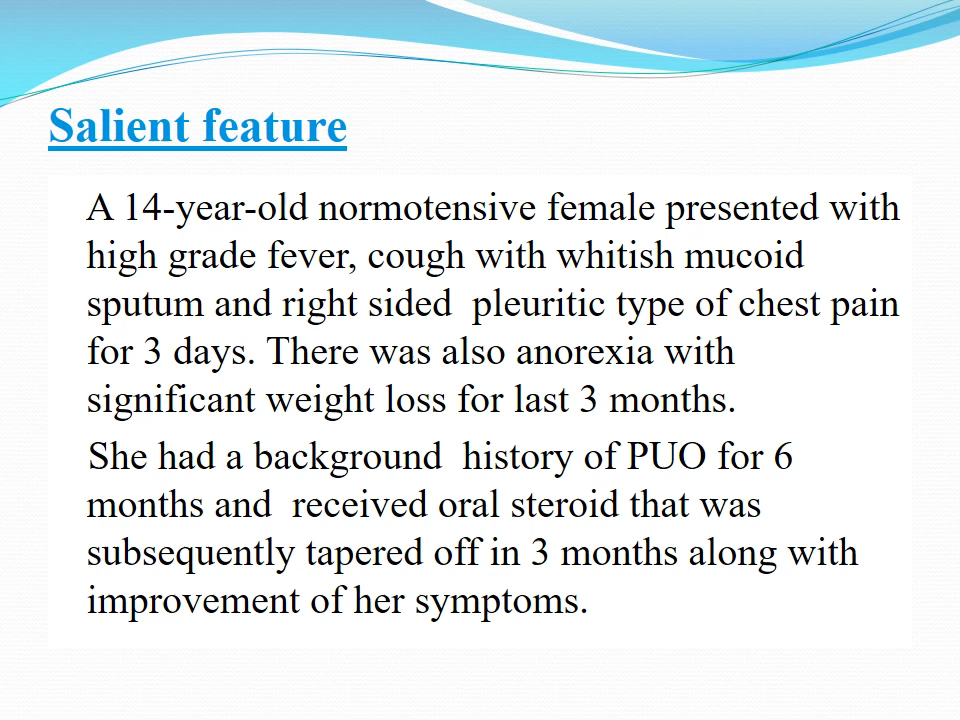 Salient feature
A 14-year-old normotensive female presented with
high grade fever, cough with whitish mucoid
sputum and right sided  pleuritic type of chest pain
for 3 days. There was also anorexia with
significant weight loss for last 3 months.
She had a background  history of PUO for 6
months and  received oral steroid that was
subsequently tapered off in 3 months along with
improvement of her symptoms.